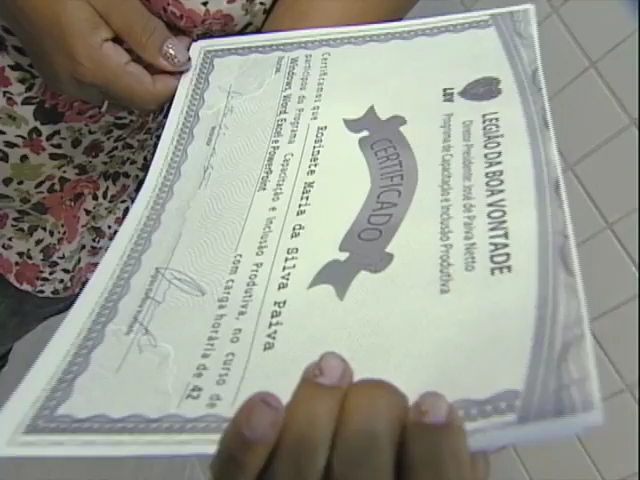 LBV
LEGIÃO DA BOA VONTADE
Diretor Presidente: José de Paiva Netto
Programa de Capacitação e Inclusão Produtiva
CERTIFICADO
Certificamos que Rosinete Maria da Silva Paiva
participou do Programa Capacitação e Inclusão Produtiva, no curso de
Windows, Word, Excel e PowerPoint com carga horária de 42
horas.